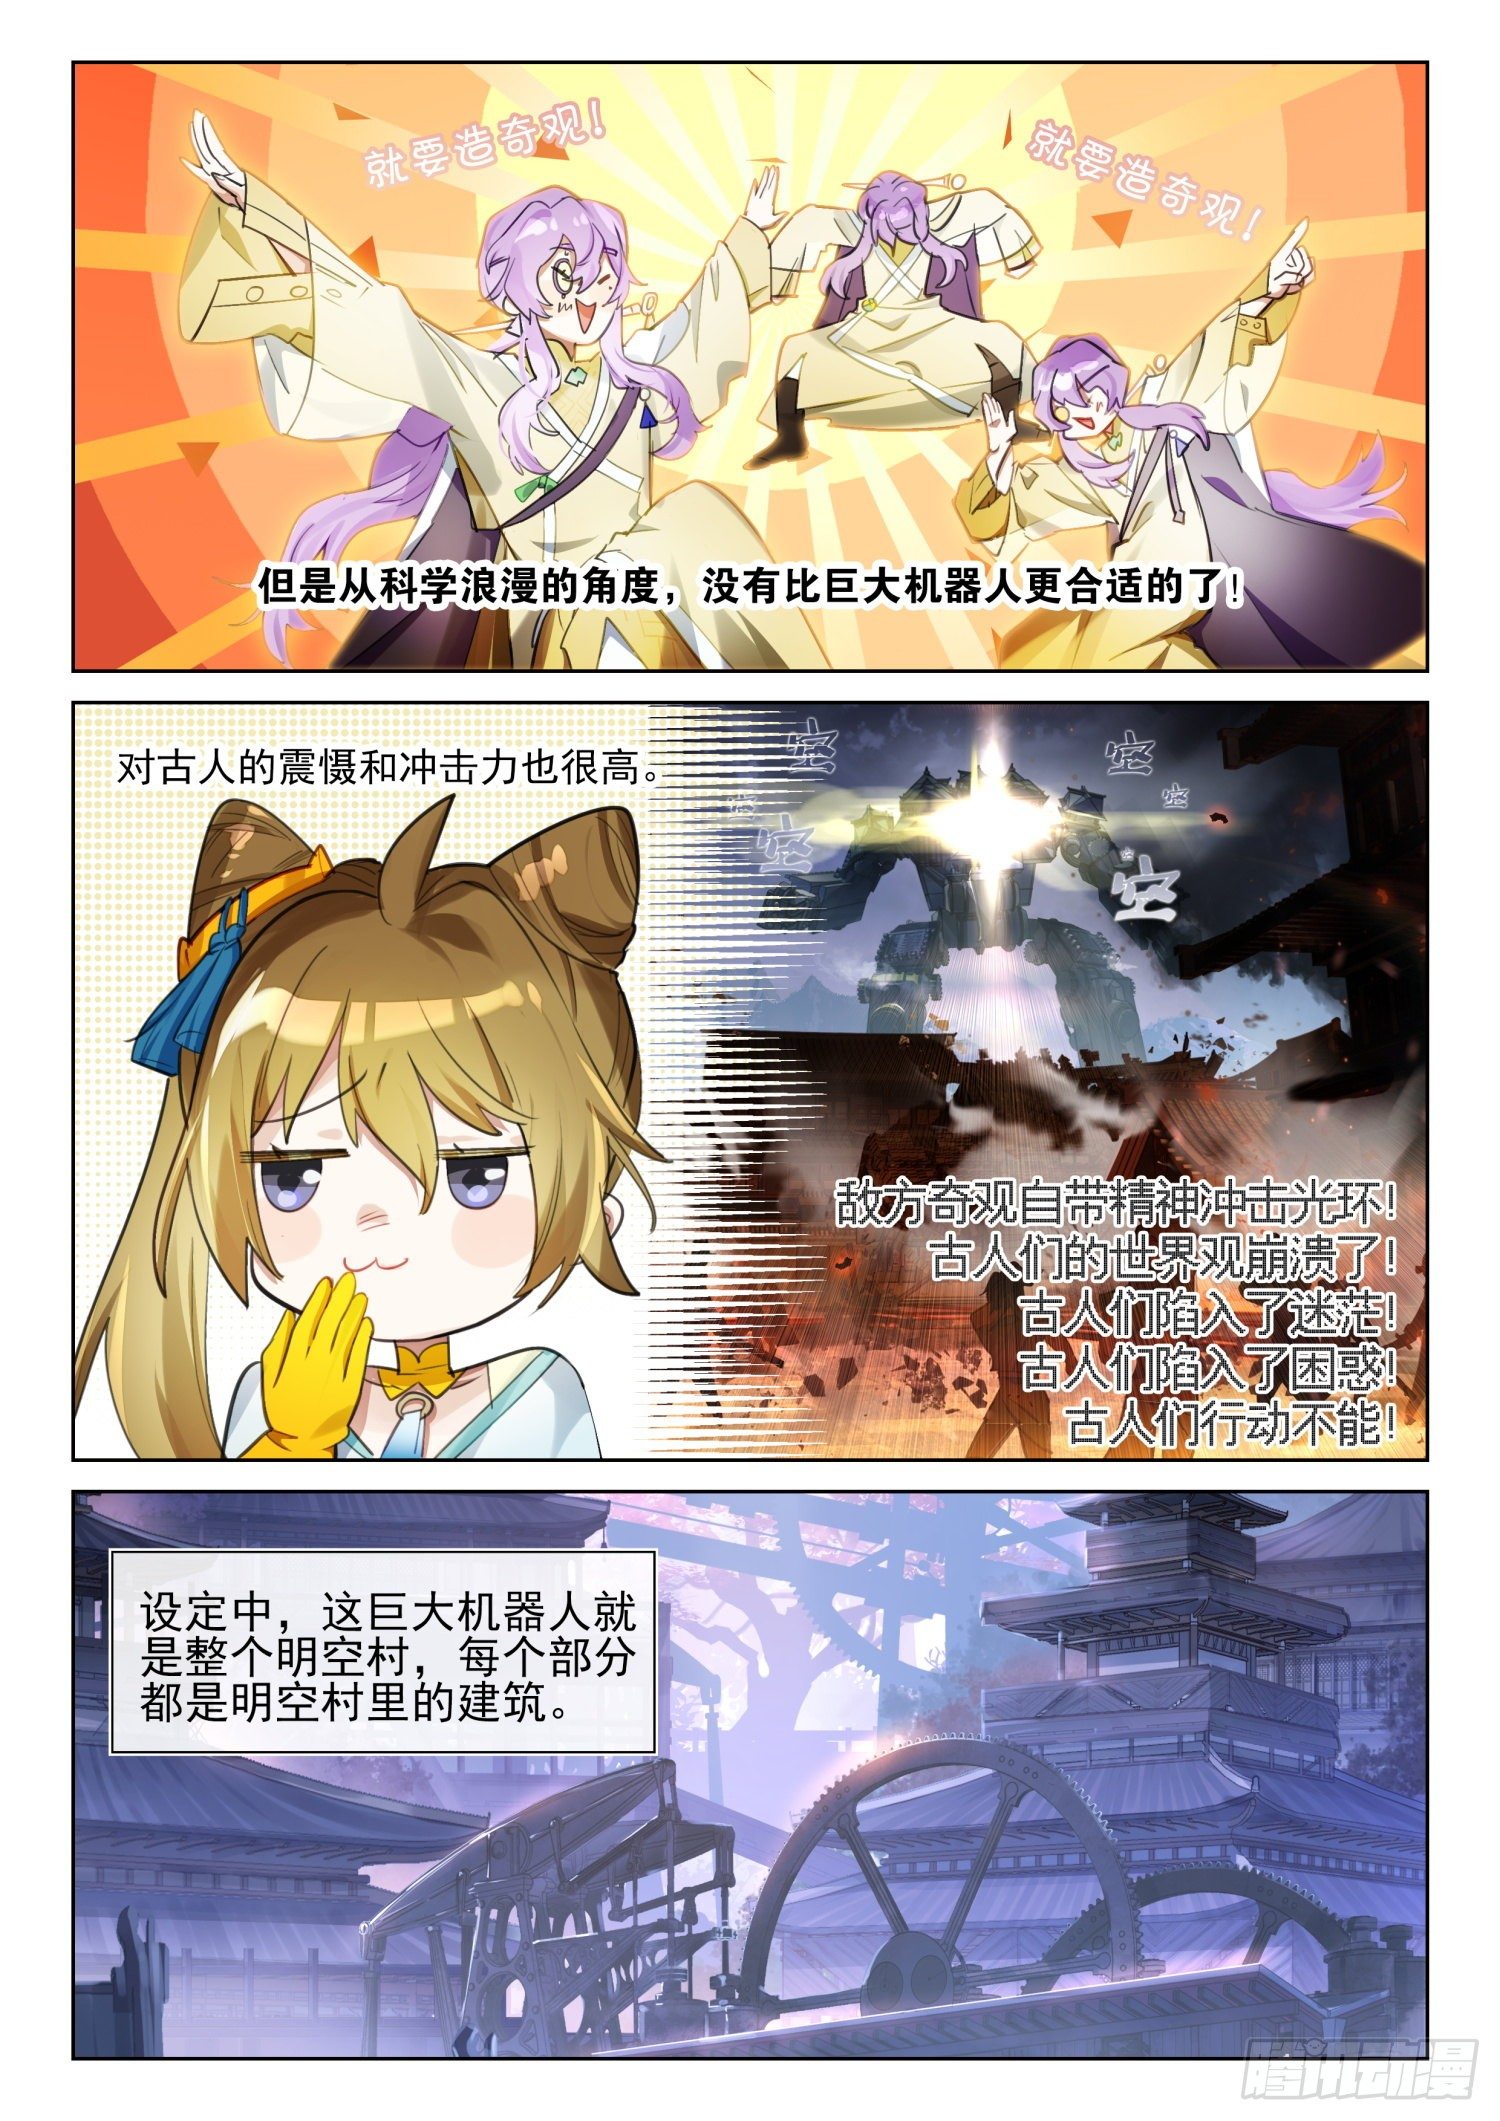 就要造奇观！
就要造奇观！
但是从科学浪漫的角度，没有比巨大机器人更合适的了！
对古人的震慑和冲击力也很高。
空
空
空
空
空
空
空
敌方奇观自带精神冲击光环！
古人们的世界观崩溃了！
古人们陷入了迷茫！
古人们陷入了困惑！
古人们行动不能！
设定中，这巨大机器人就
是整个明空村，每个部分
都是明空村里的建筑。
腾讯动漫